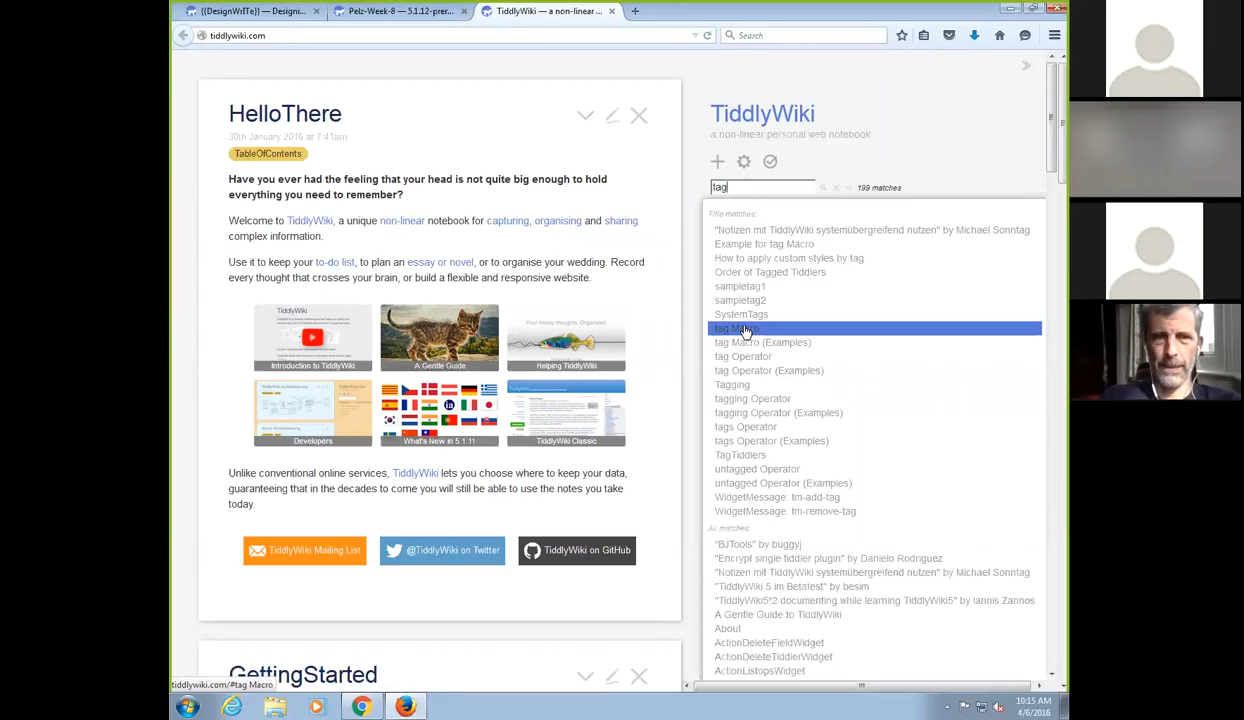 {{DesignWriTe}} — Designi...
Pelz-Week-8 — 5.1.12-prer...
TiddlyWiki — a non-linear ...
tiddlywiki.com
Search
HelloThere
30th January 2016 at 7:41am
TableOfContents
Have you ever had the feeling that your head is not quite big enough to hold
everything you need to remember?
Welcome to TiddlyWiki, a unique non-linear notebook for capturing, organising and sharing
complex information.
Use it to keep your to-do list, to plan an essay or novel, or to organise your wedding. Record
every thought that crosses your brain, or build a flexible and responsive website.
Introduction to TiddlyWiki
A Gentle Guide
Helping TiddlyWiki
Developers
What's New in 5.1.11
TiddlyWiki Classic
Unlike conventional online services, TiddlyWiki lets you choose where to keep your data,
guaranteeing that in the decades to come you will still be able to use the notes you take
today.
TiddlyWiki Mailing List
@TiddlyWiki on Twitter
TiddlyWiki on GitHub
GettingStarted
tiddlywiki.com/#tag Macro
TiddlyWiki
a non-linear personal web notebook
tag
199 matches
Title matches:
"Notizen mit TiddlyWiki systemübergreifend nutzen" by Michael Sonntag
Example for tag Macro
How to apply custom styles by tag
Order of Tagged Tiddlers
sampletag1
sampletag2
SystemTags
tag Macro
tag Macro (Examples)
tag Operator
tag Operator (Examples)
Tagging
tagging Operator
tagging Operator (Examples)
tags Operator
tags Operator (Examples)
TagTiddlers
untagged Operator
untagged Operator (Examples)
WidgetMessage: tm-add-tag
WidgetMessage: tm-remove-tag
All matches:
"BJTools" by buggyj
"Encrypt single tiddler plugin" by Danielo Rodriguez
"Notizen mit TiddlyWiki systemübergreifend nutzen" by Michael Sonntag
"TiddlyWiki 5 im Betatest" by besim
"TiddlyWiki5^2 documenting while learning TiddlyWiki5" by Iannis Zannos
A Gentle Guide to TiddlyWiki
About
ActionDeleteFieldWidget
ActionDeleteTiddlerWidget
ActionListopsWidget
10:15 AM
4/6/2016